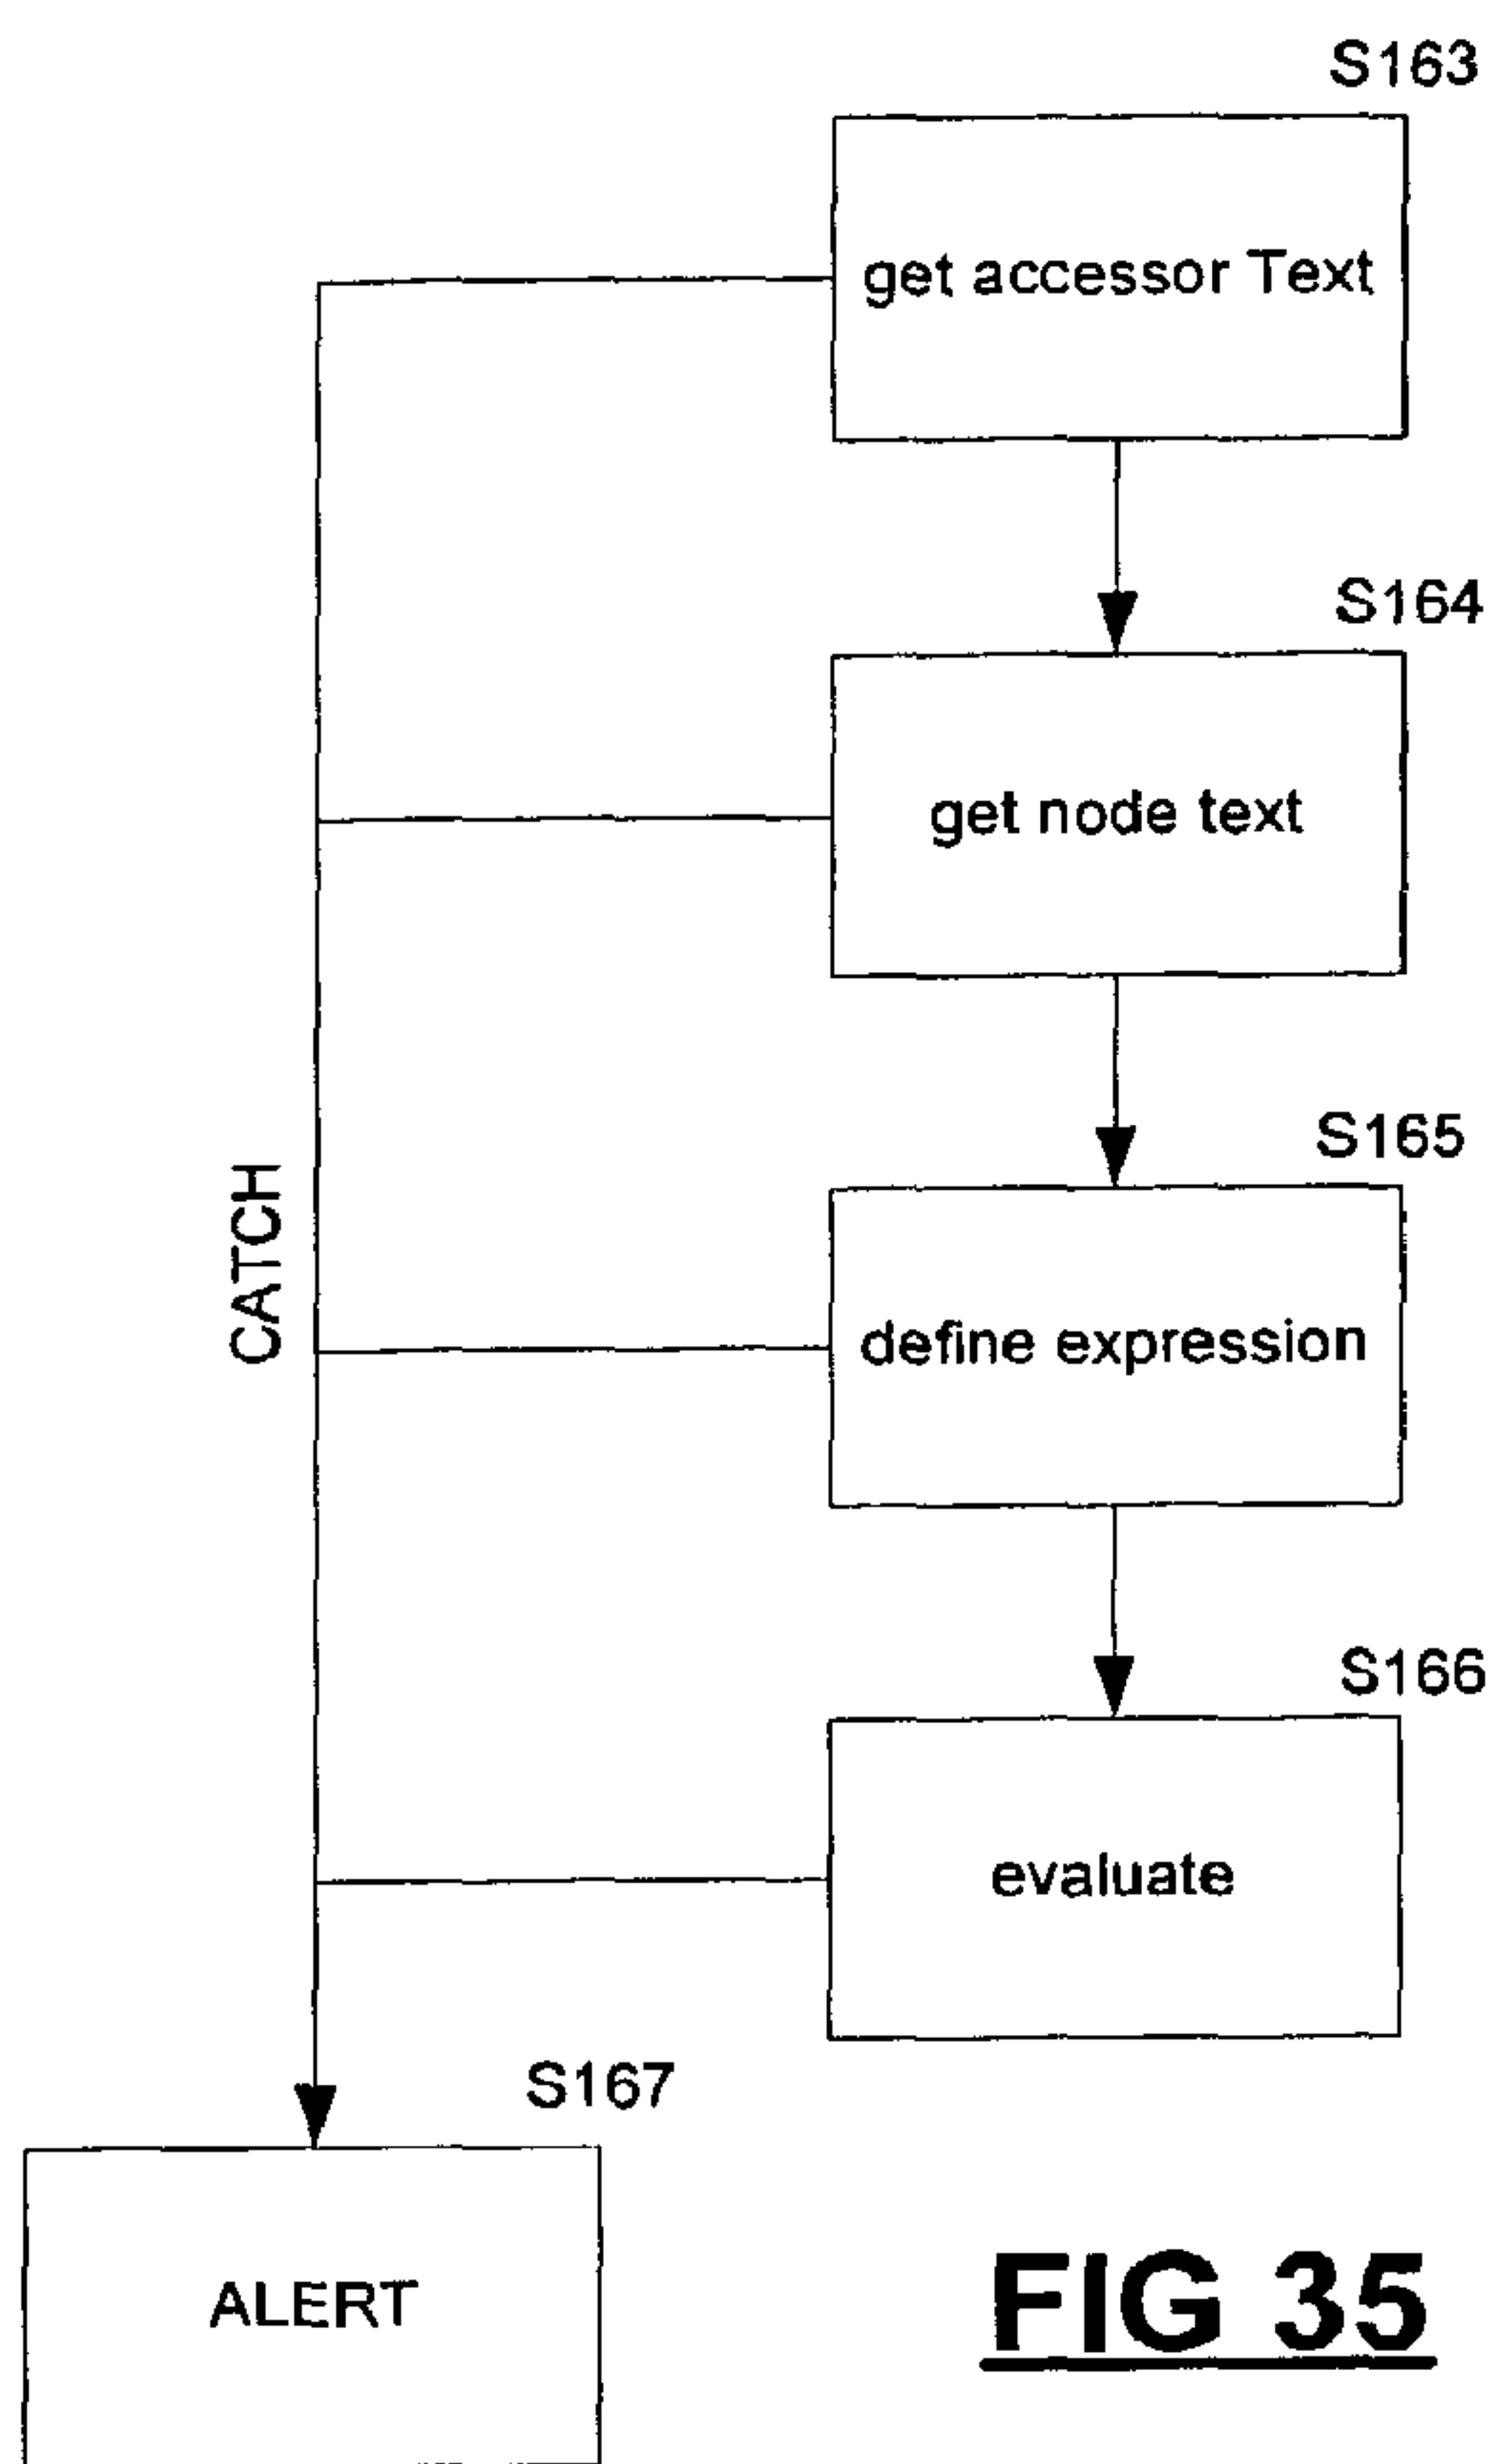 S163
get accessor Text
S164
get node text
S165
define expression
CATCH
S166
evaluate
S167
ALERT
FIG 35